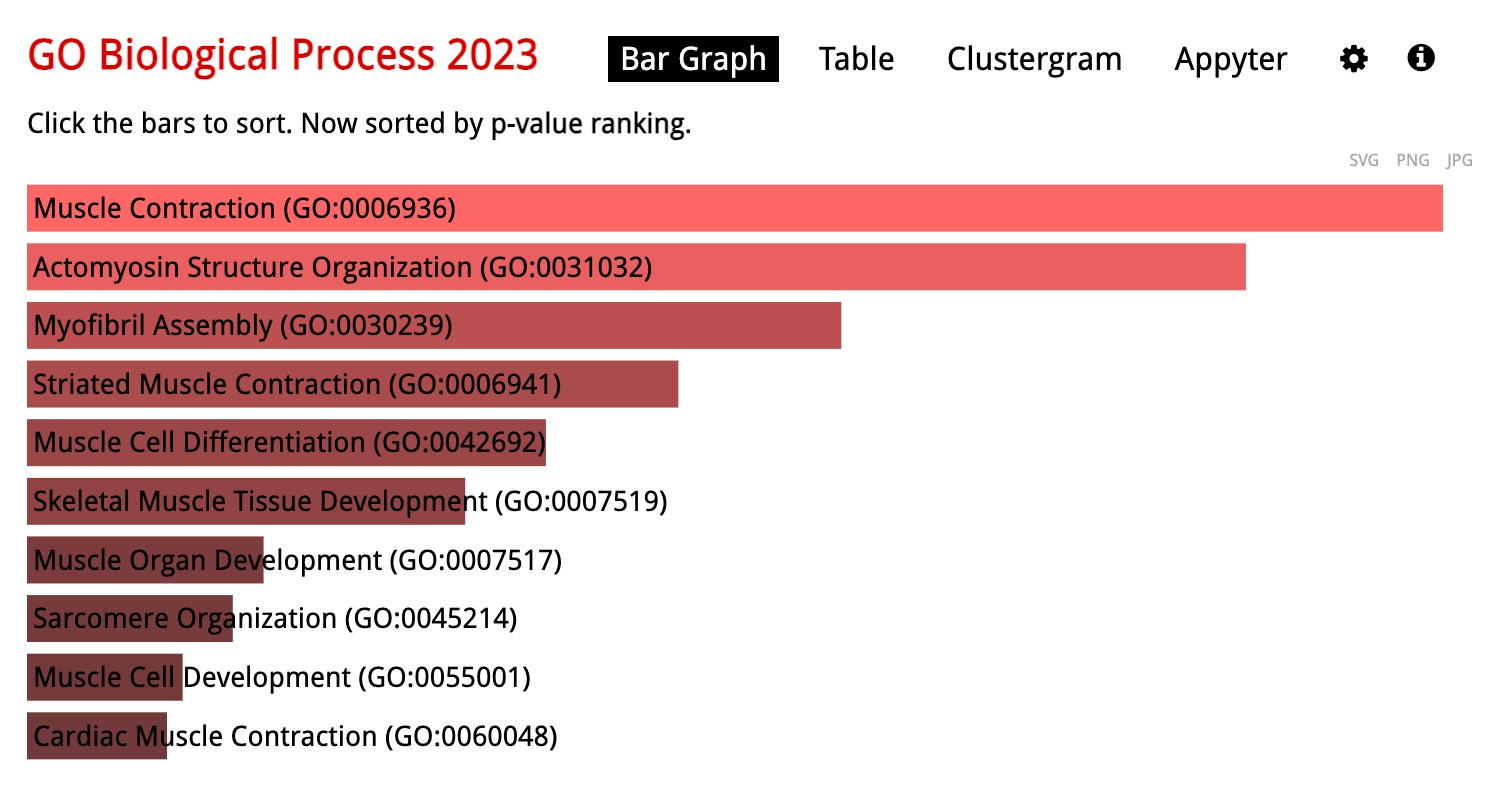 GO Biological Process 2023
Bar Graph Table Clustergram Appyter
Click the bars to sort. Now sorted by p-value ranking.
SVG PNG JPG
Muscle Contraction (GO:0006936)
Actomyosin Structure Organization (GO:0031032)
Myofibril Assembly (GO:0030239)
Striated Muscle Contraction (GO:0006941)
Muscle Cell Differentiation (GO:0042692)
Skeletal Muscle Tissue Development (GO:0007519)
Muscle Organ Development (GO:0007517)
Sarcomere Organization (GO:0045214)
Muscle Cell Development (GO:0055001)
Cardiac Muscle Contraction (GO:0060048)